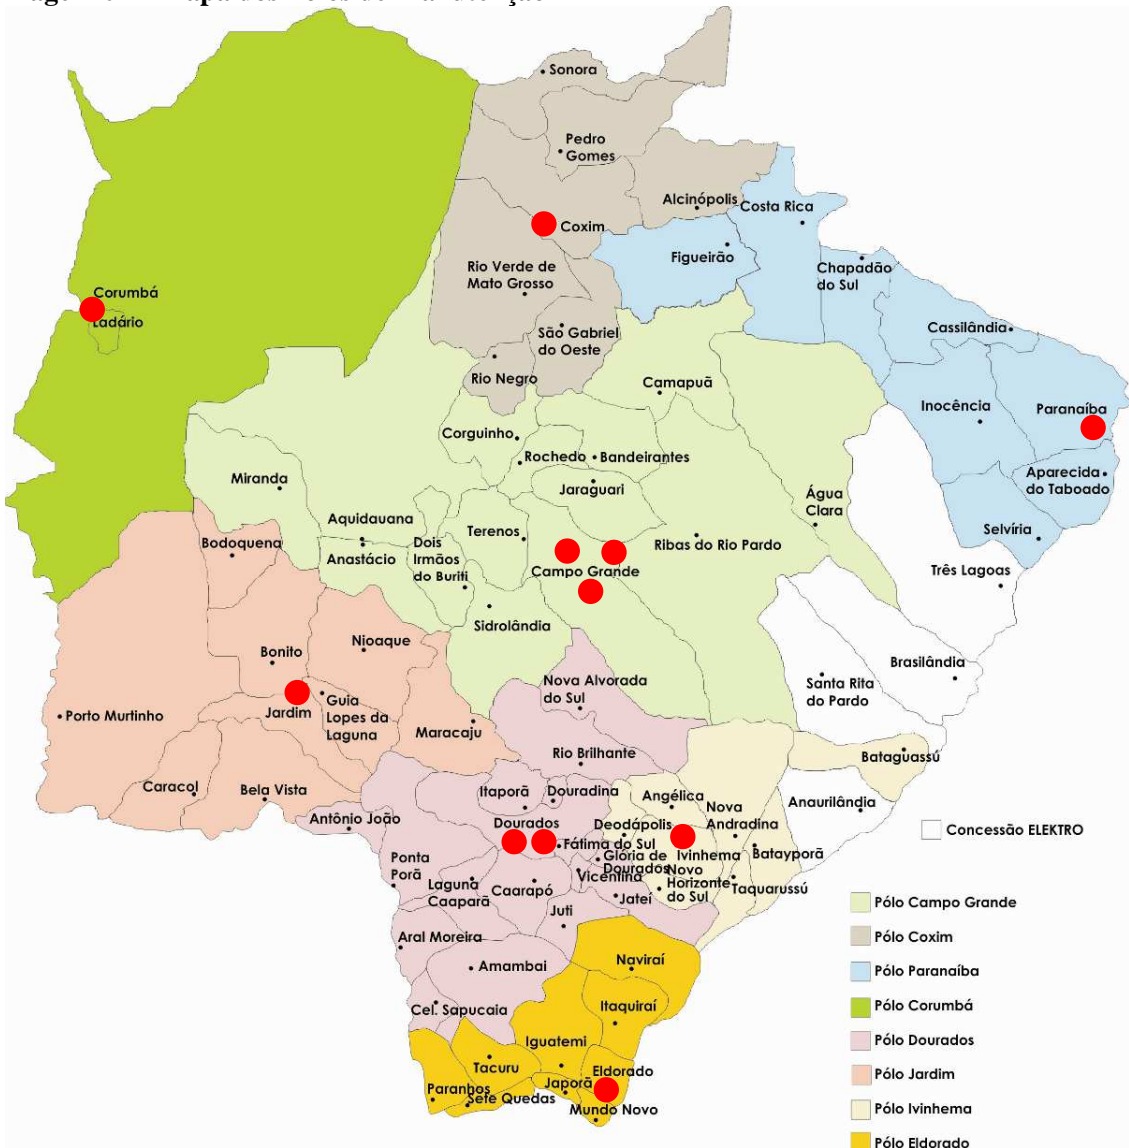 Sonora
Pedro
Gomes
Alcinópolis
Costa Rica
Coxim
Figueirão
Rio Verde de
Mato Grosso
Chapadão
do Sul
Corumbá
Ladário
São Gabriel
do Oeste
Cassilândia
Rio Negro
Camapuã
Inocência
Paranaíba
Corguinho
Rochedo
Bandeirantes
Miranda
Jaraguari
Aparecida
do Taboado
Água
Clara
Aquidauana
Anastácio
Dois
Irmãos
do Buriti
Terenos
Selvíria
Bodoquena
Ribas do Rio Pardo
Campo Grande
Três Lagoas
Sidrolândia
Nioaque
Bonito
Brasilândia
Nova Alvorada
do Sul
Santa Rita
do Pardo
Porto Murtinho
Jardim
Guia
Lopes da
Laguna
Maracaju
Rio Brilhante
Bataguassú
Caracol
Bela Vista
Itaporã
Douradina
Angélica
Nova
Andradina
Anaurilândia
Antônio João
Dourados
Deodápolis
Fátima do Sul
Ivinhema
Batayporã
Concessão ELEKTRO
Glória de
Dourados
Ponta
Porã
Vicentina
Novo
Horizonte
do Sul
Taquarussú
Laguna
Caaparã
Caarapó
Jateí
Juti
Pólo Campo Grande
Aral Moreira
Pólo Coxim
Amambai
Naviraí
Pólo Paranaíba
Cel. Sapucaia
Itaquiraí
Pólo Corumbá
Iguatemi
Pólo Dourados
Tacuru
Eldorado
Pólo Jardim
Paranhos
Sete Quedas
Japorã
Mundo Novo
Pólo Ivinhema
Pólo Eldorado